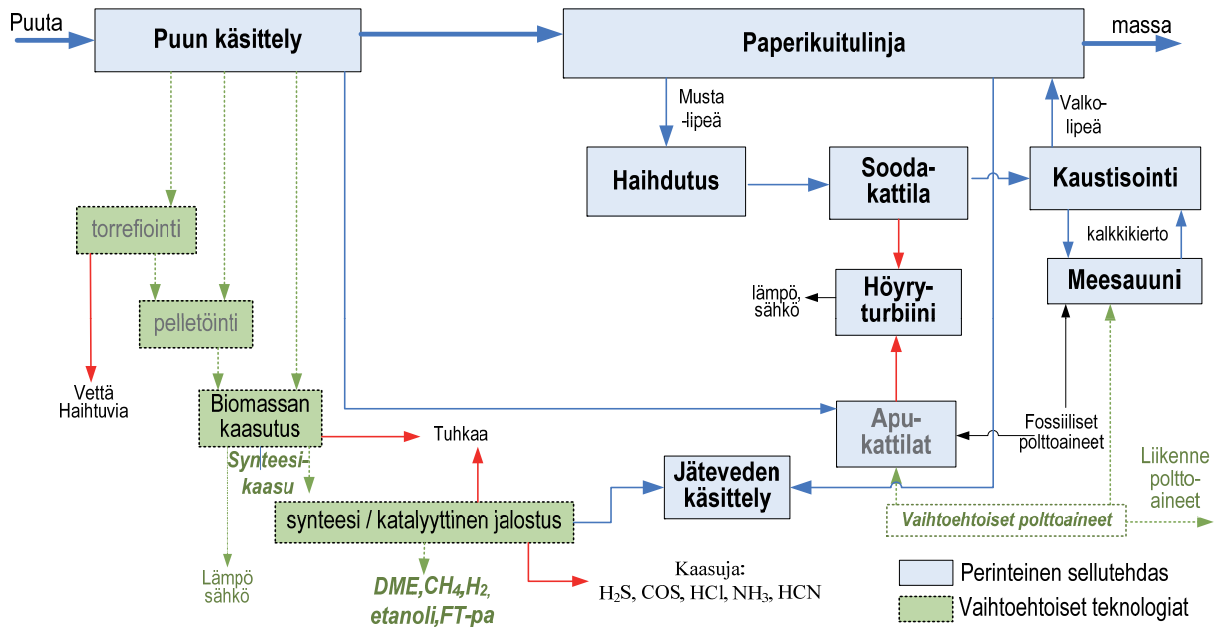 Puuta
Puun käsittely
Paperikuitulinja
massa
Musta
-lipeä
Valko-
lipeä
Haihdutus
Sooda-
kattila
Kaustisointi
torrefiointi
kalkkikierto
Meesauuni
lämpö,
sähkö
Höyry-
turbiini
pelletöinti
Vettä
Haihtuvia
Biomassan
kaasutus
Tuhkaa
Apu-
kattilat
Fossiiliset
polttoaineet
Synteesi-
kaasu
Jäteveden
käsittely
Liikenne
poltto-
aineet
synteesi / katalyyttinen jalostus
Vaihtoehtoiset polttoaineet
Lämpö
sähkö
DME,CH₄,H₂,
etanoli,FT-pa
Kaasuja:
H₂S, COS, HCl, NH₃, HCN
Perinteinen sellutehdas
Vaihtoehtoiset teknologiat